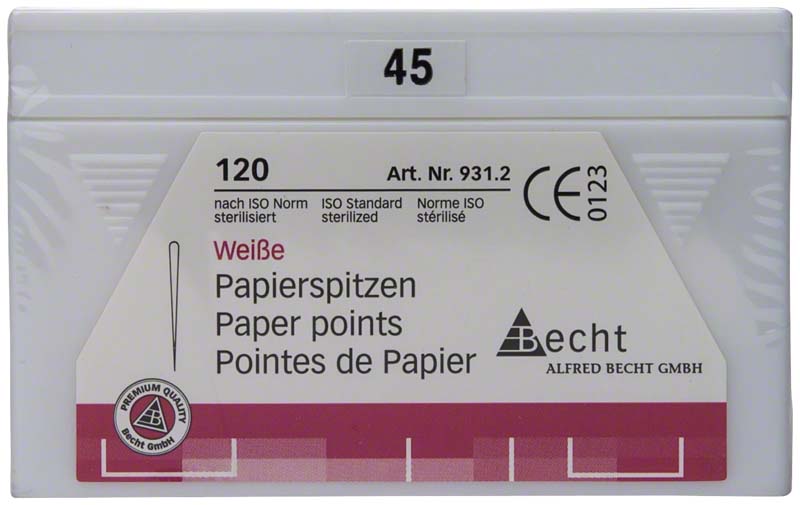 45
120 Art. Nr. 931.2
nach ISO Norm ISO Standard Norme ISO
sterilisiert sterilized stérilisé
CE 0123
Weiße
Papierspitzen
Paper points
Pointes de Papier
Becht
ALFRED BECHT GMBH
PREMIUM QUALITY
B
Becht GmbH